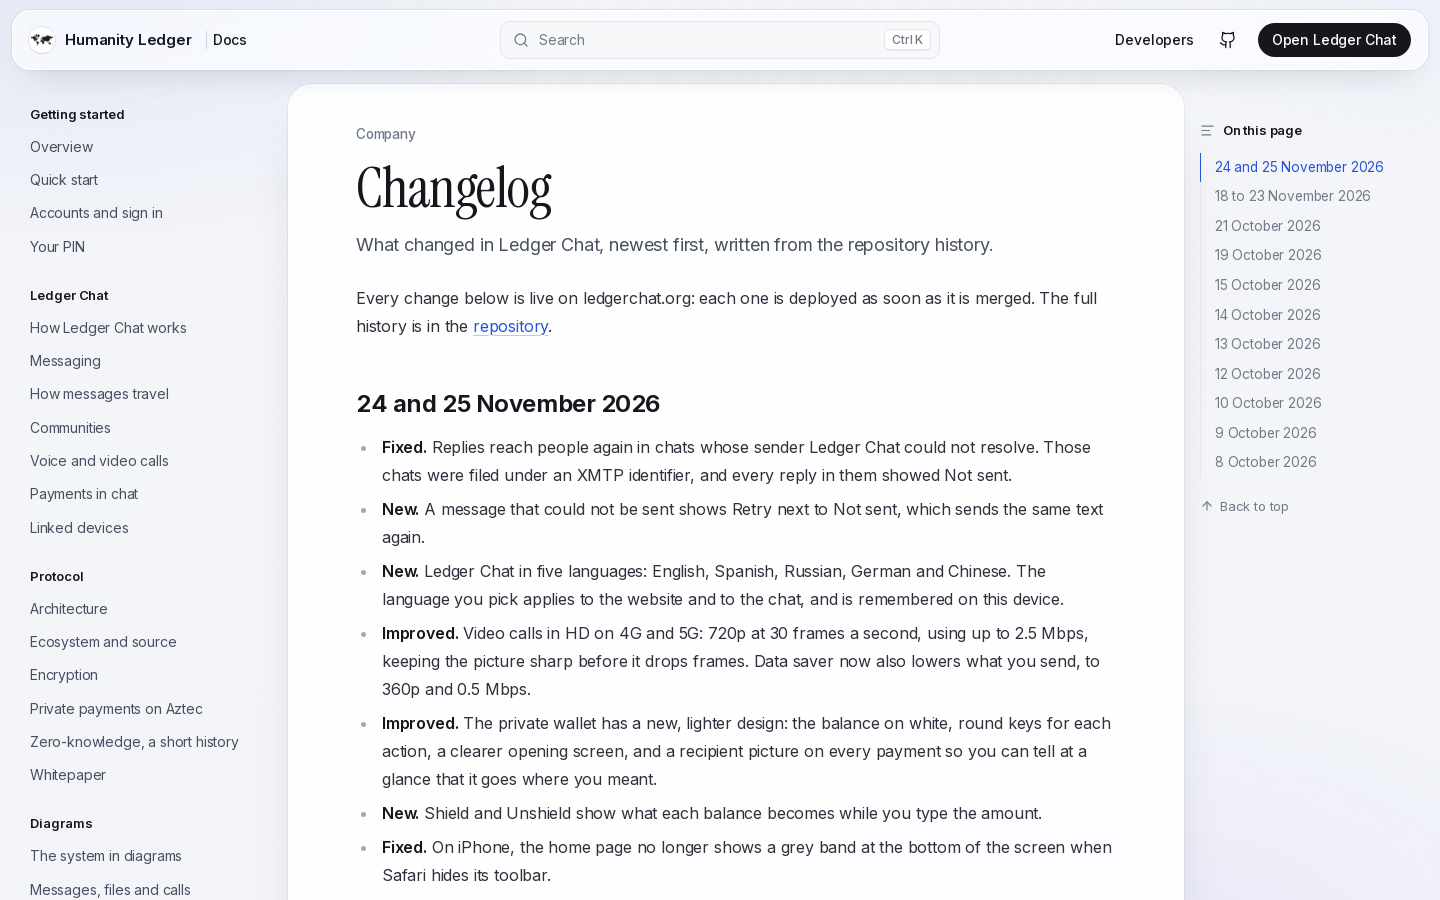 Humanity Ledger
Docs
Search
Ctrl K
Developers
Open Ledger Chat
Getting started
Overview
Quick start
Accounts and sign in
Your PIN
Ledger Chat
How Ledger Chat works
Messaging
How messages travel
Communities
Voice and video calls
Payments in chat
Linked devices
Protocol
Architecture
Ecosystem and source
Encryption
Private payments on Aztec
Zero-knowledge, a short history
Whitepaper
Diagrams
The system in diagrams
Messages, files and calls
Company
Changelog
What changed in Ledger Chat, newest first, written from the repository history.
Every change below is live on ledgerchat.org: each one is deployed as soon as it is merged. The full
history is in the repository.
24 and 25 November 2026
Fixed. Replies reach people again in chats whose sender Ledger Chat could not resolve. Those
chats were filed under an XMTP identifier, and every reply in them showed Not sent.
New. A message that could not be sent shows Retry next to Not sent, which sends the same text
again.
New. Ledger Chat in five languages: English, Spanish, Russian, German and Chinese. The
language you pick applies to the website and to the chat, and is remembered on this device.
Improved. Video calls in HD on 4G and 5G: 720p at 30 frames a second, using up to 2.5 Mbps,
keeping the picture sharp before it drops frames. Data saver now also lowers what you send, to
360p and 0.5 Mbps.
Improved. The private wallet has a new, lighter design: the balance on white, round keys for each
action, a clearer opening screen, and a recipient picture on every payment so you can tell at a
glance that it goes where you meant.
New. Shield and Unshield show what each balance becomes while you type the amount.
Fixed. On iPhone, the home page no longer shows a grey band at the bottom of the screen when
Safari hides its toolbar.
On this page
24 and 25 November 2026
18 to 23 November 2026
21 October 2026
19 October 2026
15 October 2026
14 October 2026
13 October 2026
12 October 2026
10 October 2026
9 October 2026
8 October 2026
Back to top